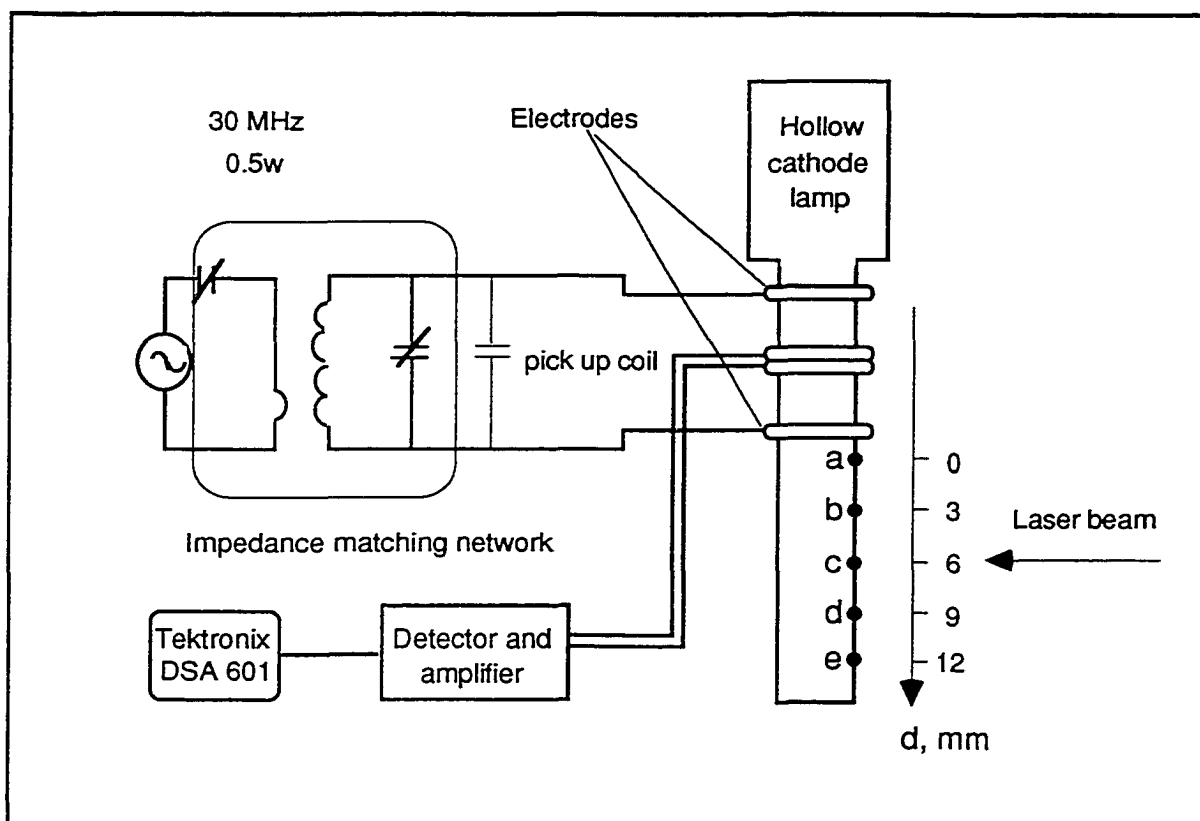 30 MHz
0.5w
Electrodes
Hollow
cathode
lamp
pick up coil
a
0
b
3
Laser beam
c
6
Impedance matching network
d
9
Tektronix
DSA 601
Detector and
amplifier
e
12
d, mm